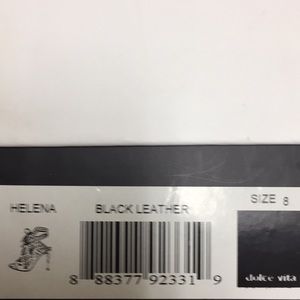 HELENA BLACK LEATHER SIZE 8
8 88377 92331 9
dolce vita